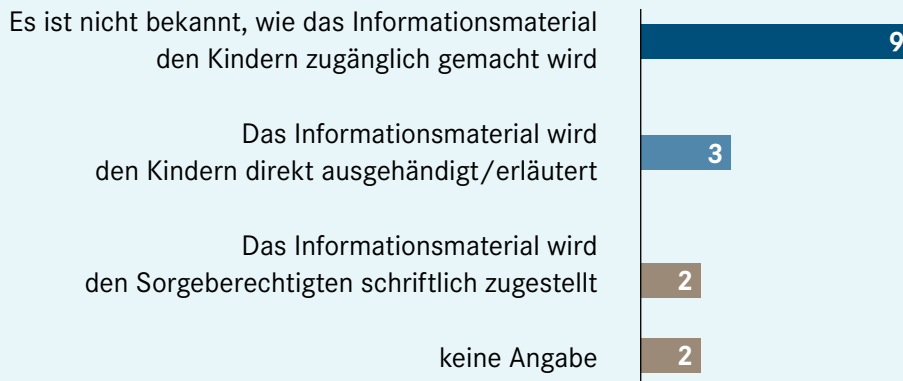 Es ist nicht bekannt, wie das Informationsmaterial
den Kindern zugänglich gemacht wird
9
Das Informationsmaterial wird
den Kindern direkt ausgehändigt/erläutert
3
Das Informationsmaterial wird
den Sorgeberechtigten schriftlich zugestellt
2
keine Angabe
2